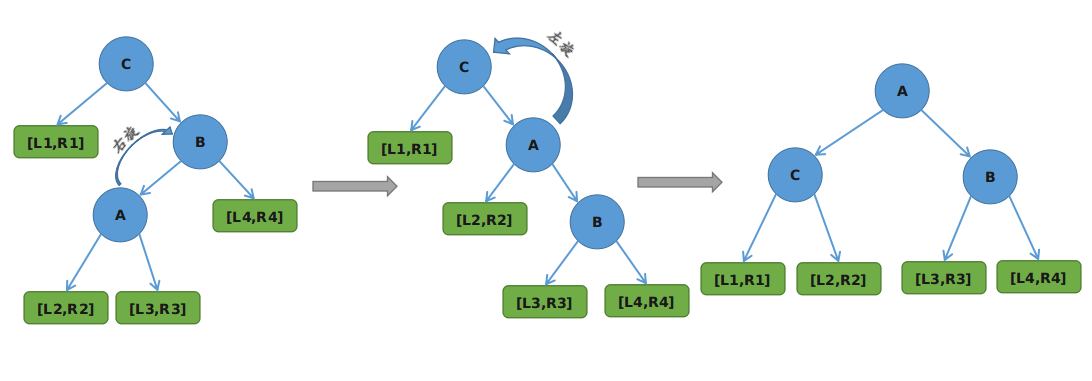 C
[L1,R1]
右旋
B
A
[L4,R4]
[L2,R2]
[L3,R3]
C
左旋
[L1,R1]
A
[L2,R2]
B
[L3,R3]
[L4,R4]
A
C
B
[L1,R1]
[L2,R2]
[L3,R3]
[L4,R4]